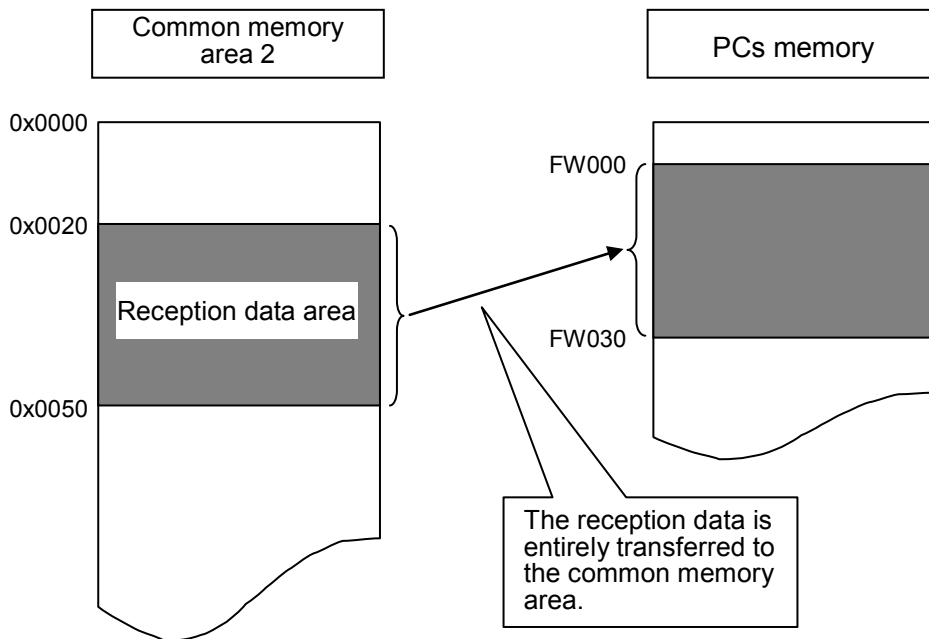 Common memory
area 2
PCs memory
0x0000
FW000
0x0020
Reception data area
FW030
0x0050
The reception data is
entirely transferred to
the common memory
area.